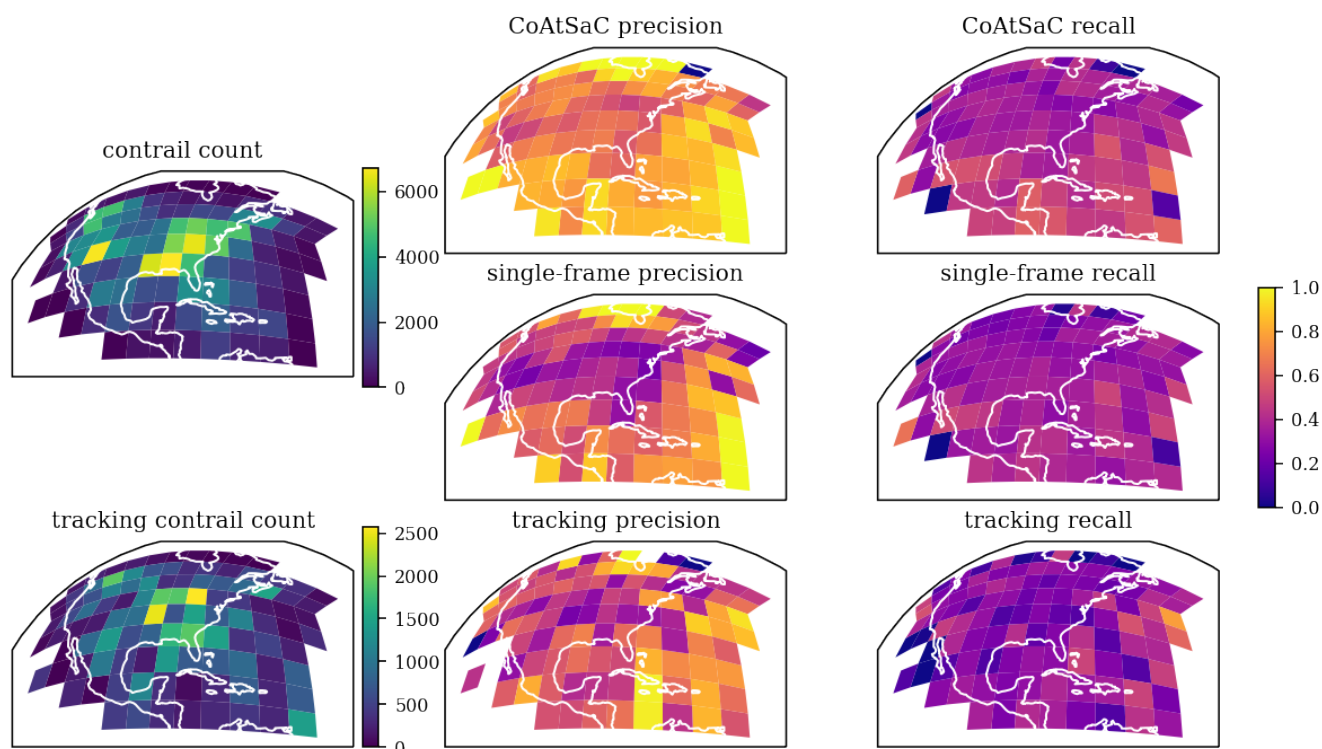 CoAtSaC precision
CoAtSaC recall
contrail count
6000
4000
2000
0
single-frame precision
single-frame recall
1.0
0.8
0.6
0.4
0.2
0.0
tracking contrail count
2500
2000
1500
1000
500
0
tracking precision
tracking recall